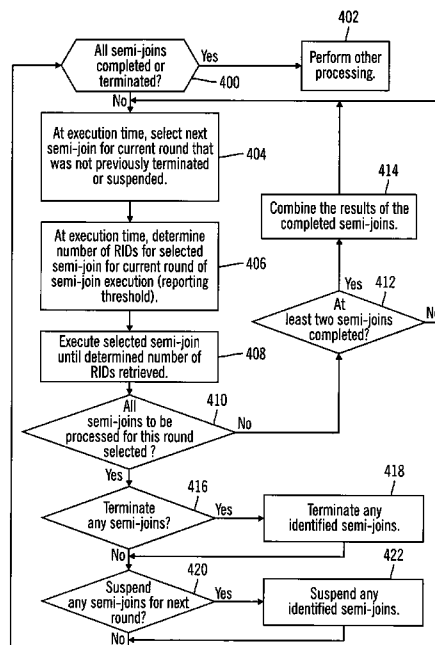 All semi-joins
completed or
terminated?
400
Yes
402
Perform other
processing.
No
At execution time, select next
semi-join for current round that
was not previously terminated
or suspended.
404
At execution time, determine
number of RIDs for selected
semi-join for current round of
semi-join execution (reporting
threshold).
406
Execute selected semi-join
until determined number of
RIDs retrieved.
408
All
semi-joins to be
processed for this round
selected ?
410
No
414
Combine the results of the
completed semi-joins.
Yes
412
At
least two semi-joins
completed?
No
Yes
416
Terminate
any semi-joins?
Yes
418
Terminate any
identified semi-joins.
No
420
Suspend
any semi-joins for next
round?
Yes
422
Suspend any
identified semi-joins.
No